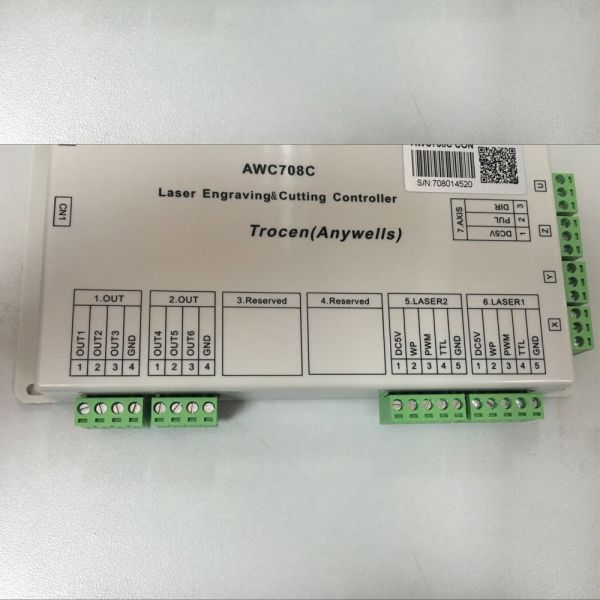 AWC708C CON
S/N:708014520
AWC708C
Laser Engraving&Cutting Controller
Trocen(Anywells)
CN1
7.AXIS
DC5V 1
PUL 2
DIR 3
U
Z
Y
X
1.OUT
OUT1 1
OUT2 2
OUT3 3
GND 4
2.OUT
OUT4 1
OUT5 2
OUT6 3
GND 4
3.Reserved
4.Reserved
5.LASER2
DC5V 1
WP 2
PWM 3
TTL 4
GND 5
6.LASER1
DC5V 1
WP 2
PWM 3
TTL 4
GND 5